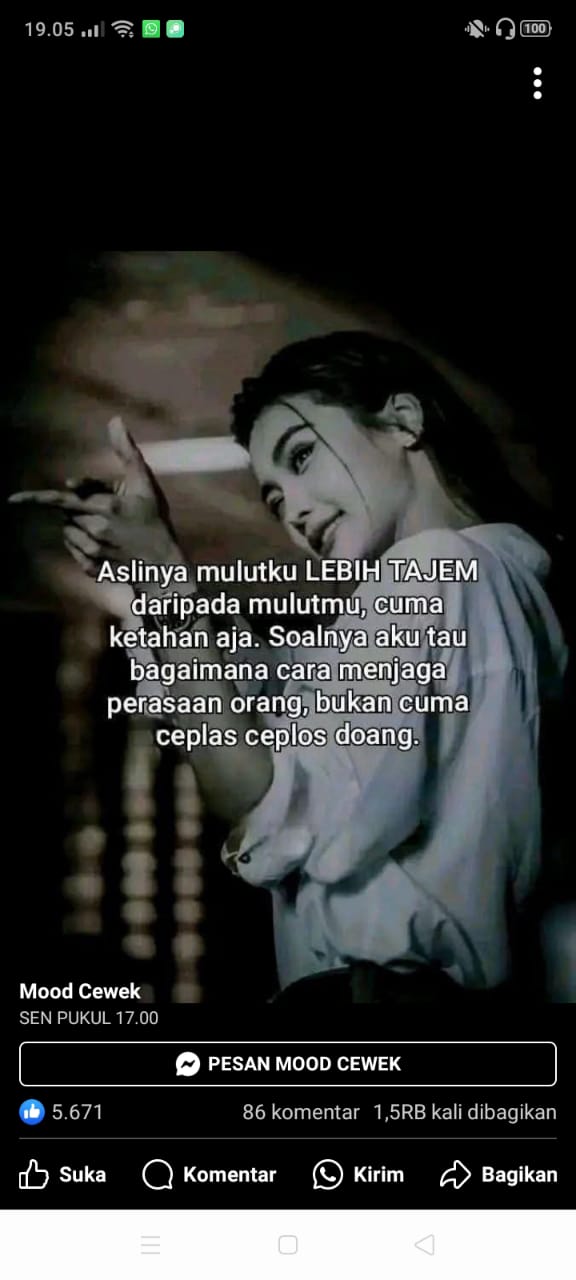 19.05
100
Aslinya mulutku LEBIH TAJEM
daripada mulutmu, cuma
ketahan aja. Soalnya aku tau
bagaimana cara menjaga
perasaan orang, bukan cuma
ceplas ceplos doang.
Mood Cewek
SEN PUKUL 17.00
PESAN MOOD CEWEK
5.671 86 komentar 1,5RB kali dibagikan
Suka Komentar Kirim Bagikan